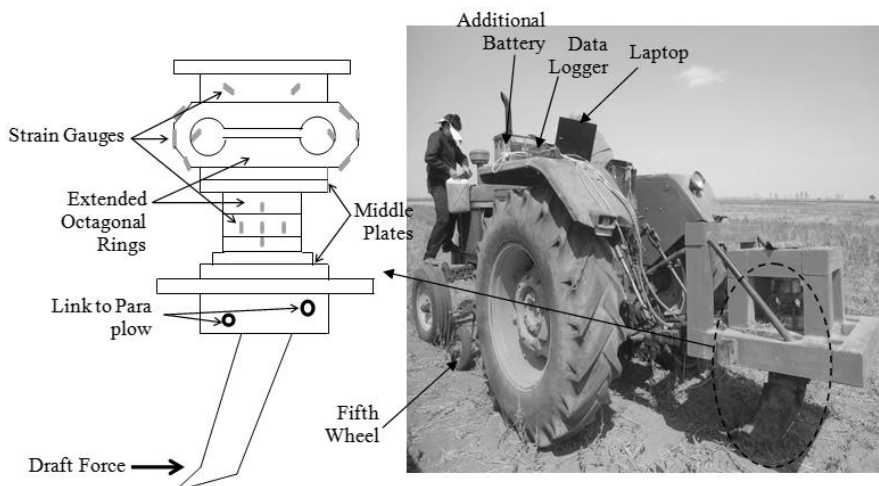 Additional
Battery
Data
Logger
Laptop
Strain Gauges
Extended
Octagonal
Rings
Middle
Plates
Link to Para
plow
Fifth
Wheel
Draft Force